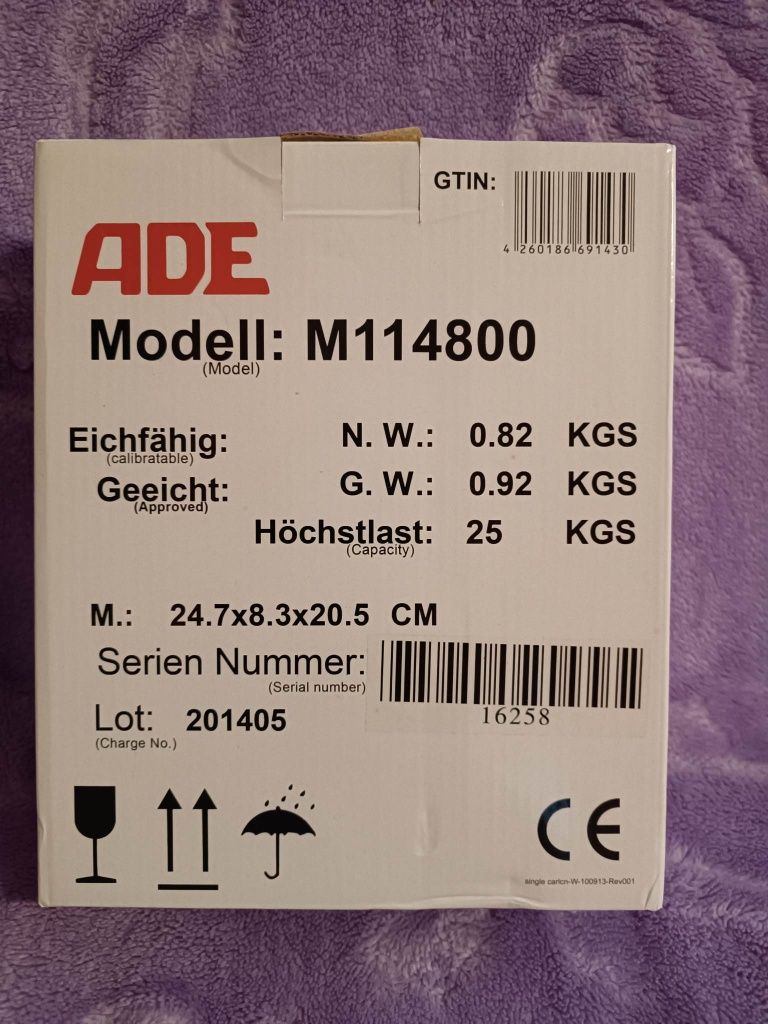 GTIN:
4 260186 691430
ADE
Modell: M114800
(Model)
Eichfähig:
(calibratable)
N. W.: 0.82 KGS
Geeicht:
(Approved)
G. W.: 0.92 KGS
Höchstlast: 25 KGS
(Capacity)
M.: 24.7x8.3x20.5 CM
Serien Nummer:
(Serial number)
16258
Lot: 201405
(Charge No.)
CE
single carlcn-W-100913-Rev001